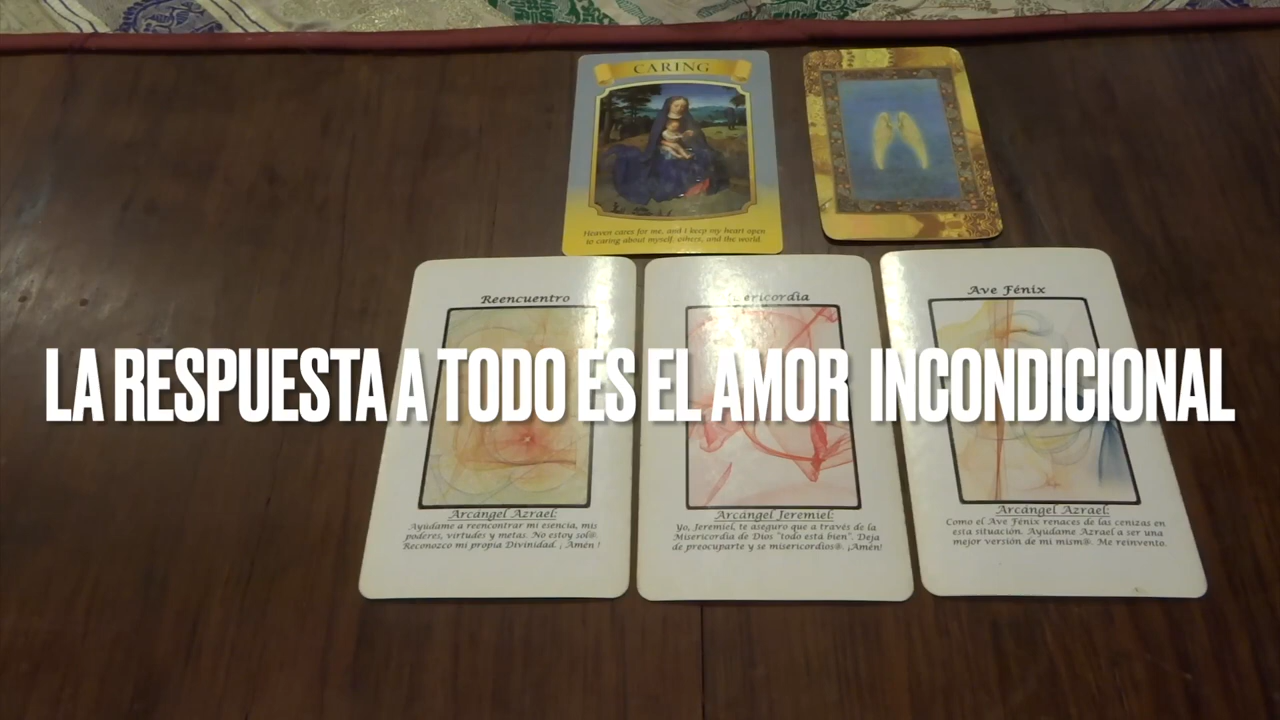 CARING
Heaven cares for me, and I keep my heart open
to caring about myself, others, and the world.
Reencuentro
ericordia
Ave Fénix
LA RESPUESTA A TODO ES EL AMOR INCONDICIONAL
Arcángel Azrael:
Ayúdame a reencontrar mi esencia, mis
poderes, virtudes y metas. No estoy sol@.
Reconozco mi propia Divinidad. ¡ Amén !
Arcángel Jeremiel:
Yo, Jeremiel, te aseguro que a través de la
Misericordia de Dios "todo está bien". Deja
de preocuparte y se misericordios@. ¡Amén!
Arcángel Azrael:
Como el Ave Fénix renaces de las cenizas en
esta situación. Ayúdame Azrael a ser una
mejor versión de mi mism@. Me reinvento.